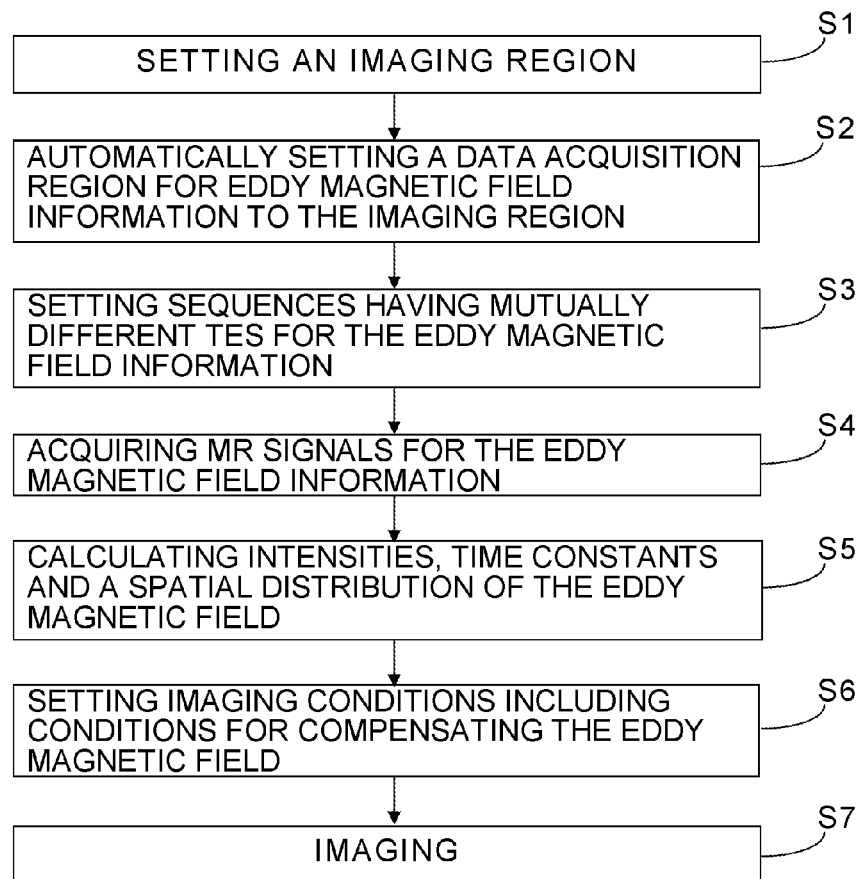 S1
SETTING AN IMAGING REGION
S2
AUTOMATICALLY SETTING A DATA ACQUISITION
REGION FOR EDDY MAGNETIC FIELD
INFORMATION TO THE IMAGING REGION
S3
SETTING SEQUENCES HAVING MUTUALLY
DIFFERENT TES FOR THE EDDY MAGNETIC
FIELD INFORMATION
S4
ACQUIRING MR SIGNALS FOR THE EDDY
MAGNETIC FIELD INFORMATION
S5
CALCULATING INTENSITIES, TIME CONSTANTS
AND A SPATIAL DISTRIBUTION OF THE EDDY
MAGNETIC FIELD
S6
SETTING IMAGING CONDITIONS INCLUDING
CONDITIONS FOR COMPENSATING THE EDDY
MAGNETIC FIELD
S7
IMAGING